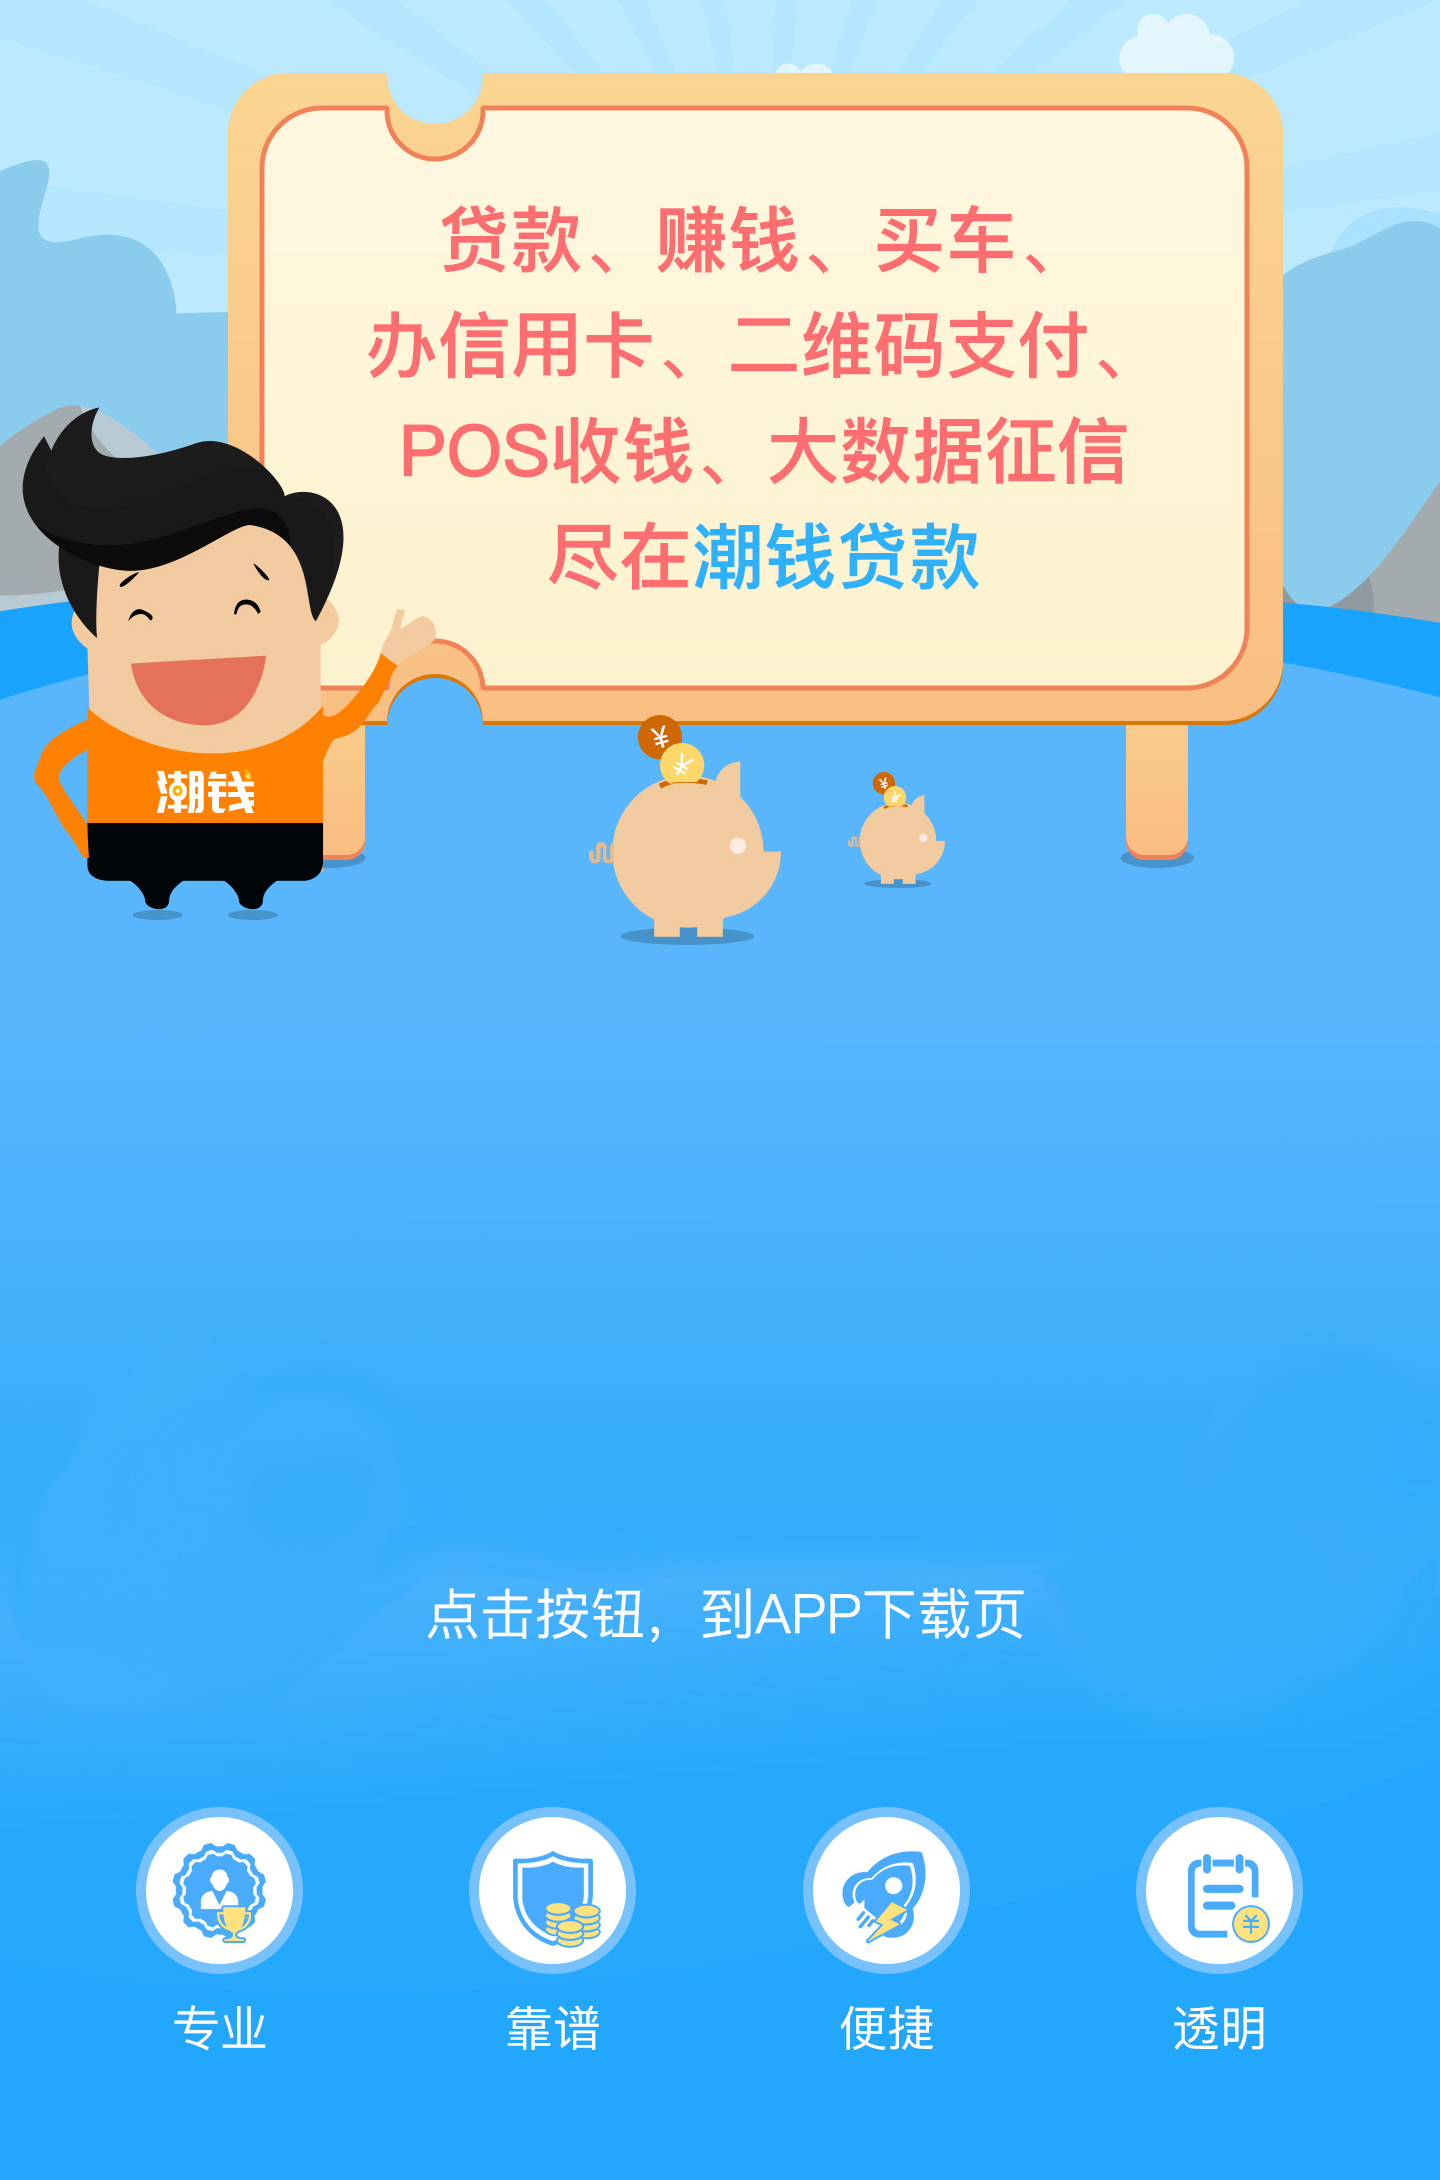 贷款、赚钱、买车、
办信用卡、二维码支付、
POS收钱、大数据征信
尽在潮钱贷款
潮钱
点击按钮，到APP下载页
专业
靠谱
便捷
透明